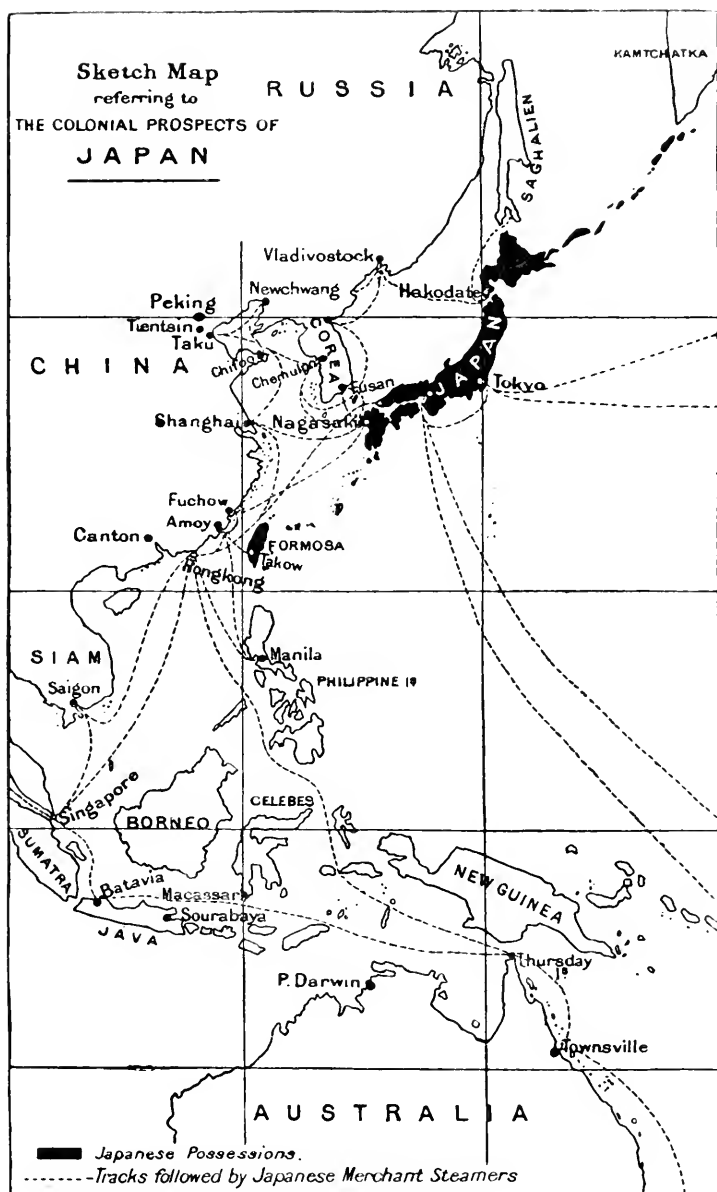 Sketch Map
referring to
THE COLONIAL PROSPECTS OF
JAPAN
RUSSIA
KAMTCHATKA
SAGHALIEN
Vladivostock
Hakodate
Newchwang
Peking
Tientsin
Taku
CHINA
COREA
Chifoo
Chemulpo
Fusan
JAPAN
Tokyo
Shanghai
Nagasaki
Fuchow
Amoy
Canton
FORMOSA
Takow
Hongkong
SIAM
Saigon
Manila
PHILIPPINE Is
Singapore
SUMATRA
BORNEO
CELEBES
Batavia
Macassar
Sourabaya
JAVA
NEW GUINEA
Thursday
Is
P. Darwin
Townsville
AUSTRALIA
Japanese Possessions.
Tracks followed by Japanese Merchant Steamers